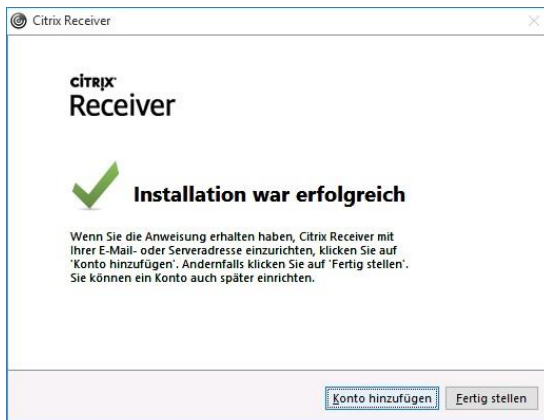 Citrix Receiver
CITRIX
Receiver
Installation war erfolgreich
Wenn Sie die Anweisung erhalten haben, Citrix Receiver mit
Ihrer E-Mail- oder Serveradresse einzurichten, klicken Sie auf
'Konto hinzufügen'. Andernfalls klicken Sie auf 'Fertig stellen'.
Sie können ein Konto auch später einrichten.
Konto hinzufügen Fertig stellen